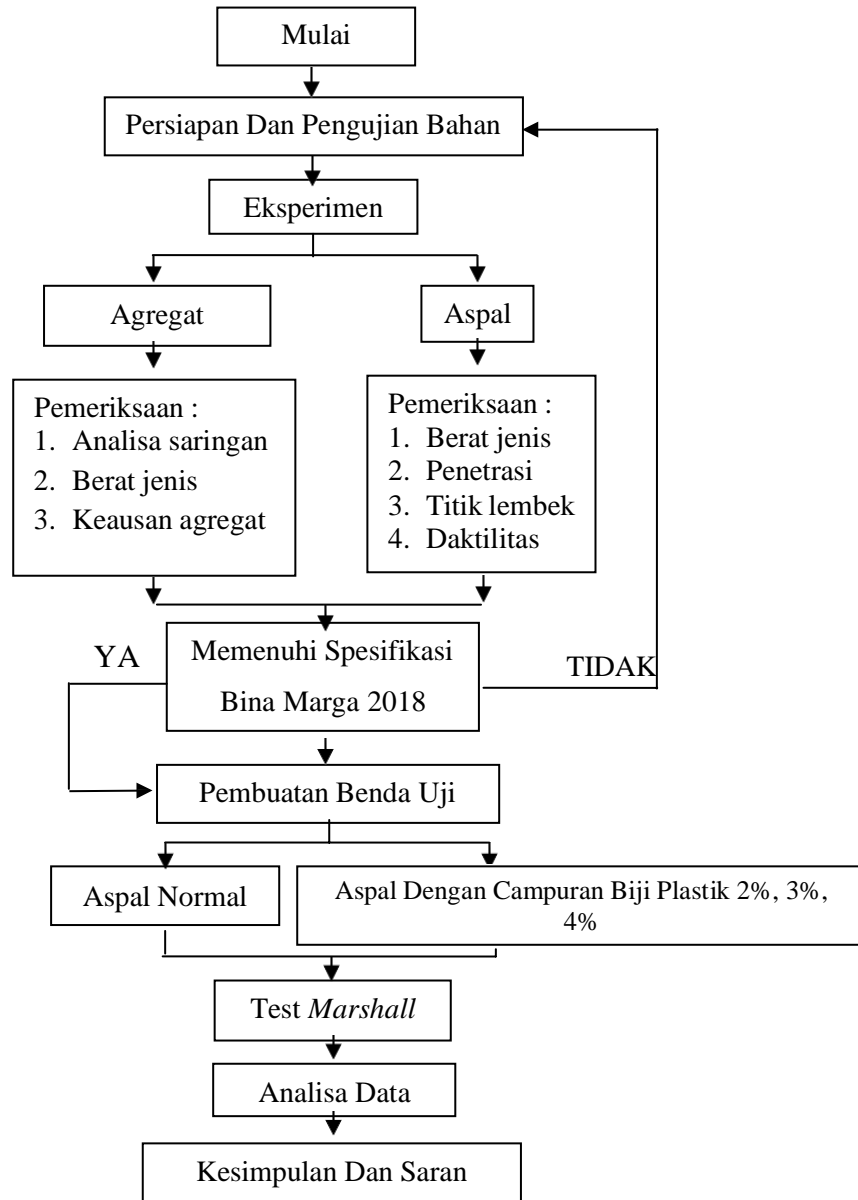 Mulai
Persiapan Dan Pengujian Bahan
Eksperimen
Agregat
Aspal
Pemeriksaan :
1. Analisa saringan
2. Berat jenis
3. Keausan agregat
Pemeriksaan :
1. Berat jenis
2. Penetrasi
3. Titik lembek
4. Daktilitas
YA
Memenuhi Spesifikasi
Bina Marga 2018
TIDAK
Pembuatan Benda Uji
Aspal Normal
Aspal Dengan Campuran Biji Plastik 2%, 3%,
4%
Test Marshall
Analisa Data
Kesimpulan Dan Saran